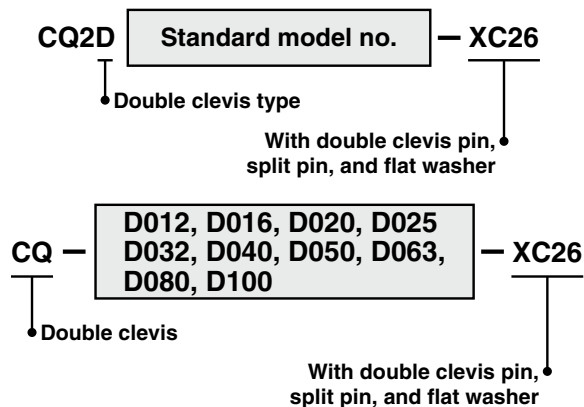 CQ2D Standard model no. — XC26
Double clevis type
With double clevis pin,
split pin, and flat washer
D012, D016, D020, D025
CQ — D032, D040, D050, D063, — XC26
D080, D100
Double clevis
With double clevis pin,
split pin, and flat washer